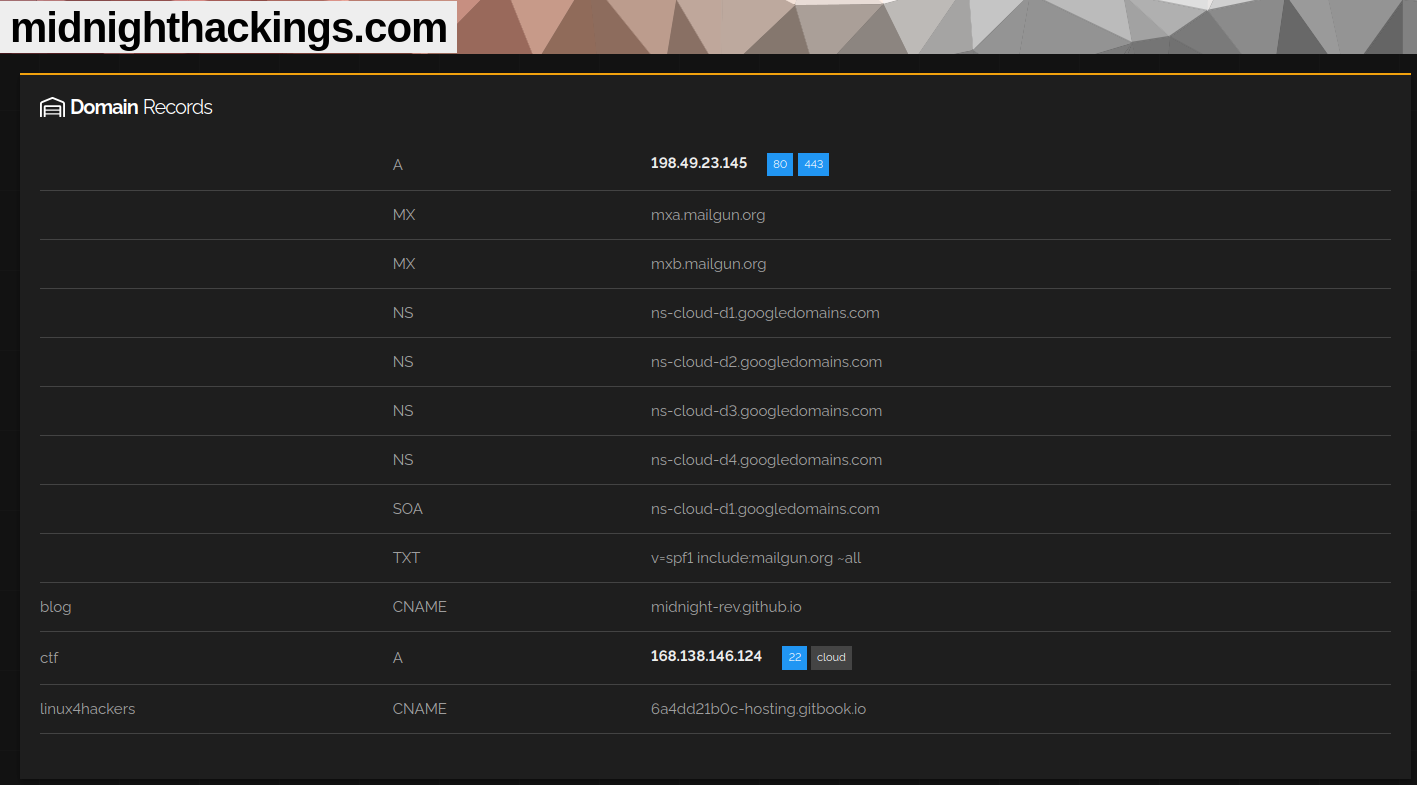 midnighthackings.com
Domain Records
A 198.49.23.145 80 443
MX mxa.mailgun.org
MX mxb.mailgun.org
NS ns-cloud-d1.googledomains.com
NS ns-cloud-d2.googledomains.com
NS ns-cloud-d3.googledomains.com
NS ns-cloud-d4.googledomains.com
SOA ns-cloud-d1.googledomains.com
TXT v=spf1 include:mailgun.org ~all
blog CNAME midnight-rev.github.io
ctf A 168.138.146.124 22 cloud
linux4hackers CNAME 6a4dd21b0c-hosting.gitbook.io